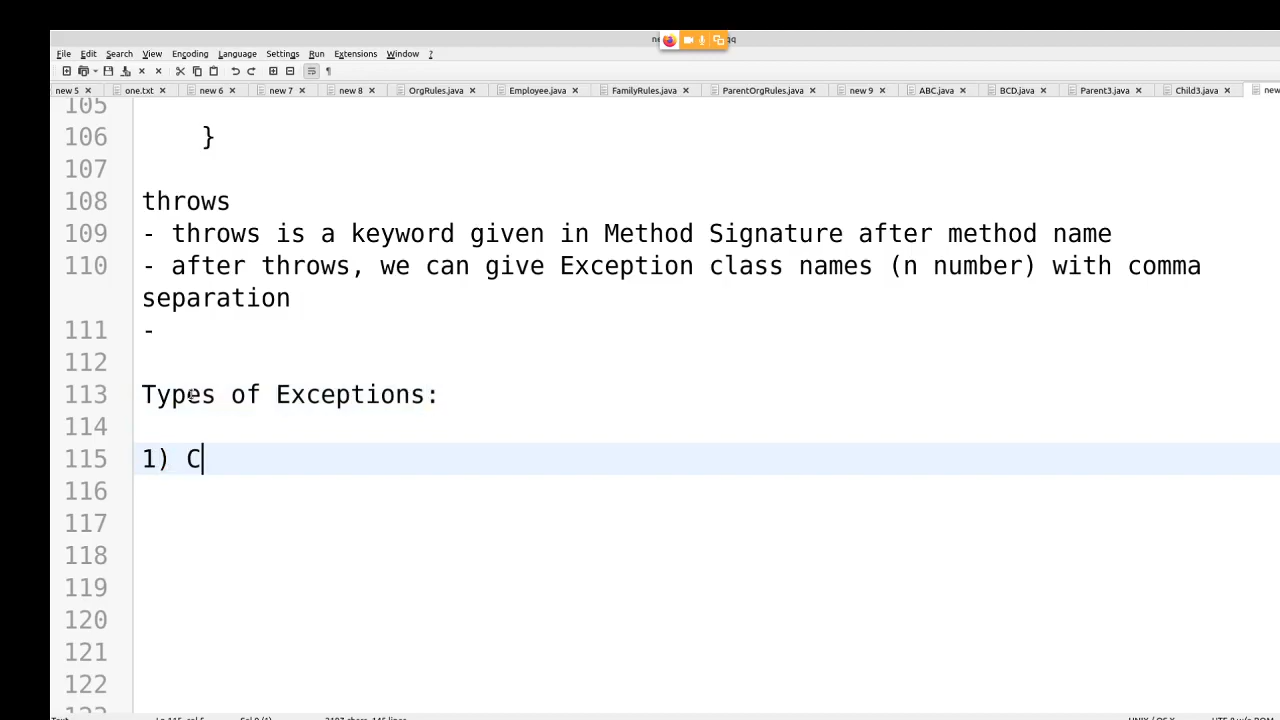 File Edit Search View Encoding Language Settings Run Extensions Window ?
new 5 one.txt new 6 new 7 new 8 OrgRules.java Employee.java FamilyRules.java ParentOrgRules.java new 9 ABC.java BCD.java Parent3.java Child3.java new
105
106 }
107
108 throws
109 - throws is a keyword given in Method Signature after method name
110 - after throws, we can give Exception class names (n number) with comma
separation
111 -
112
113 Types of Exceptions:
114
115 1) C
116
117
118
119
120
121
122